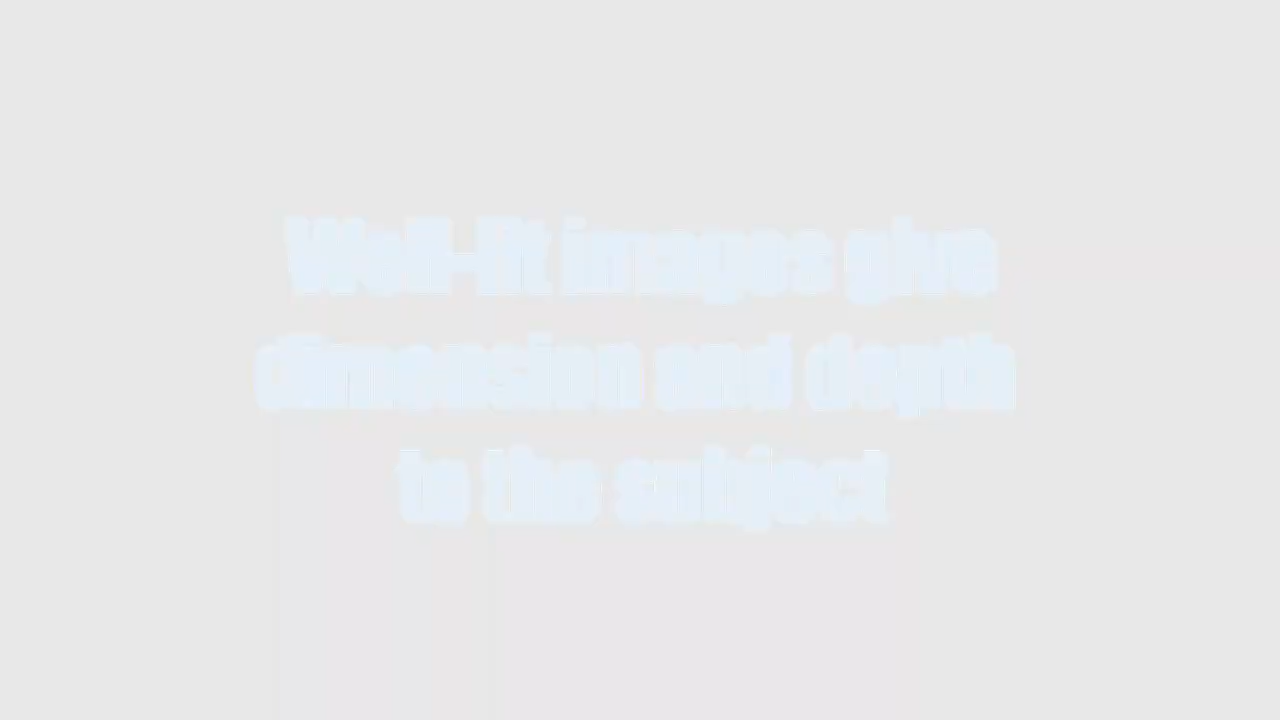 Well-lit images give
dimension and depth
to the subject